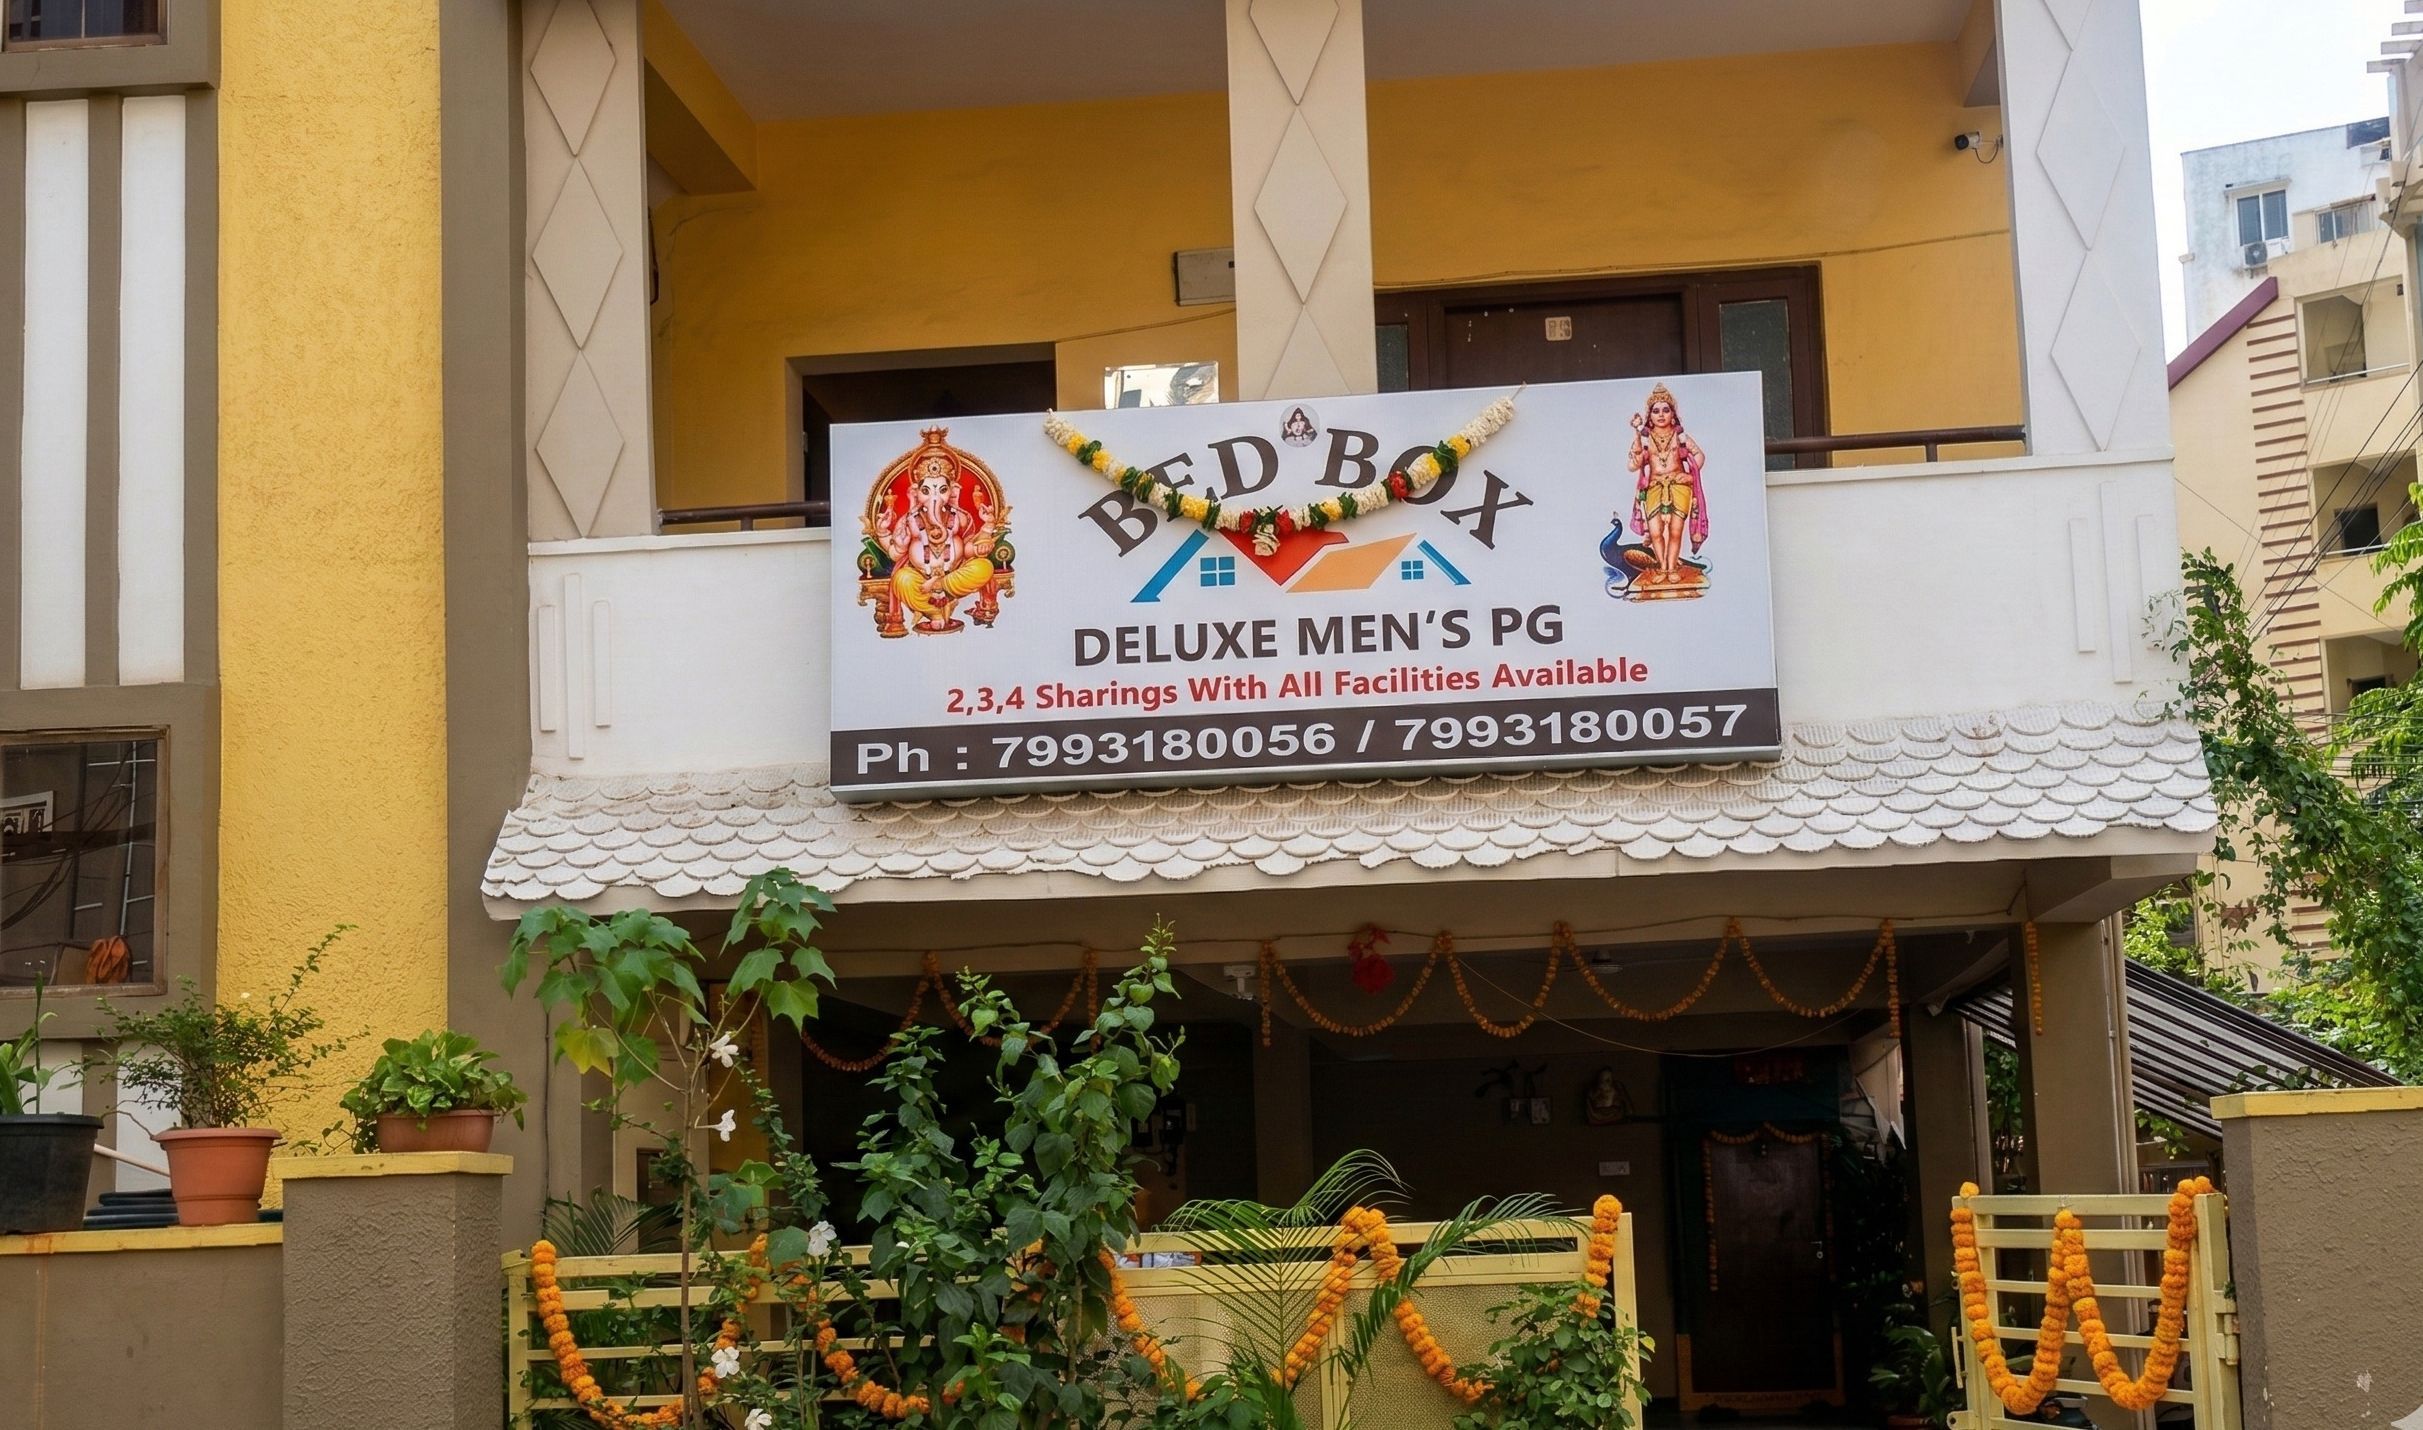 BED BOX
DELUXE MEN'S PG
2,3,4 Sharings With All Facilities Available
Ph : 7993180056 / 7993180057